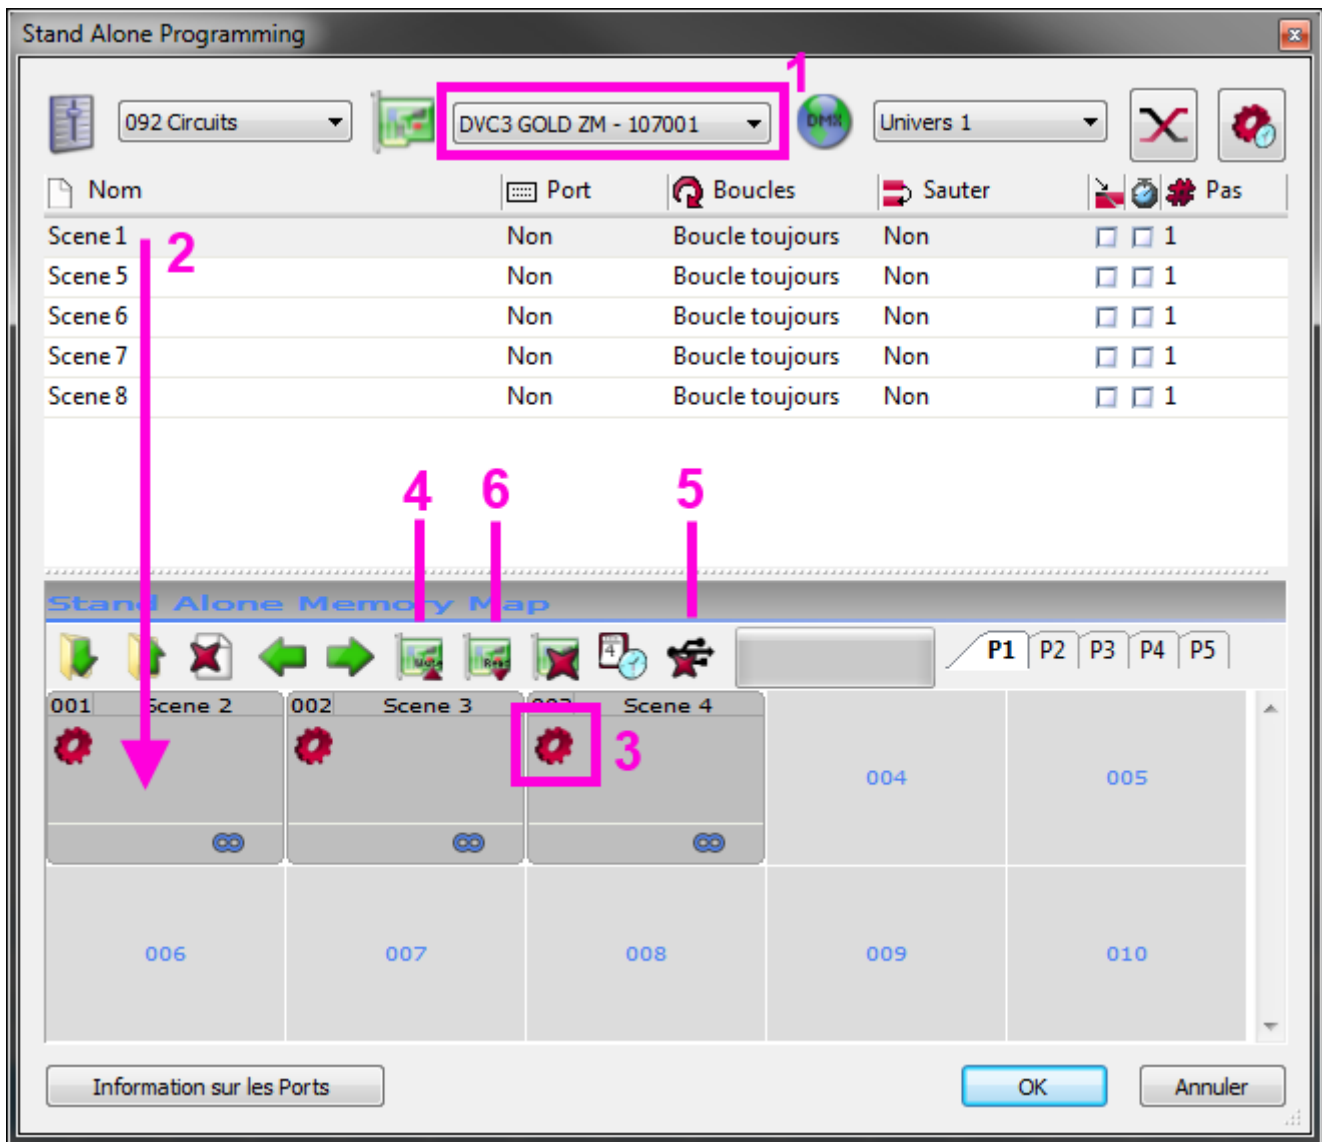 Stand Alone Programming
1
092 Circuits DVC3 GOLD ZM - 107001 DMX Univers 1
Nom Port Boucles Sauter Pas
Scene 1 Non Boucle toujours Non 1
2
Scene 5 Non Boucle toujours Non 1
Scene 6 Non Boucle toujours Non 1
Scene 7 Non Boucle toujours Non 1
Scene 8 Non Boucle toujours Non 1
4 6 5
Stand Alone Memory Map
Write Read 4 P1 P2 P3 P4 P5
001 Scene 2 002 Scene 3 003 Scene 4
3
004 005
006 007 008 009 010
Information sur les Ports OK Annuler